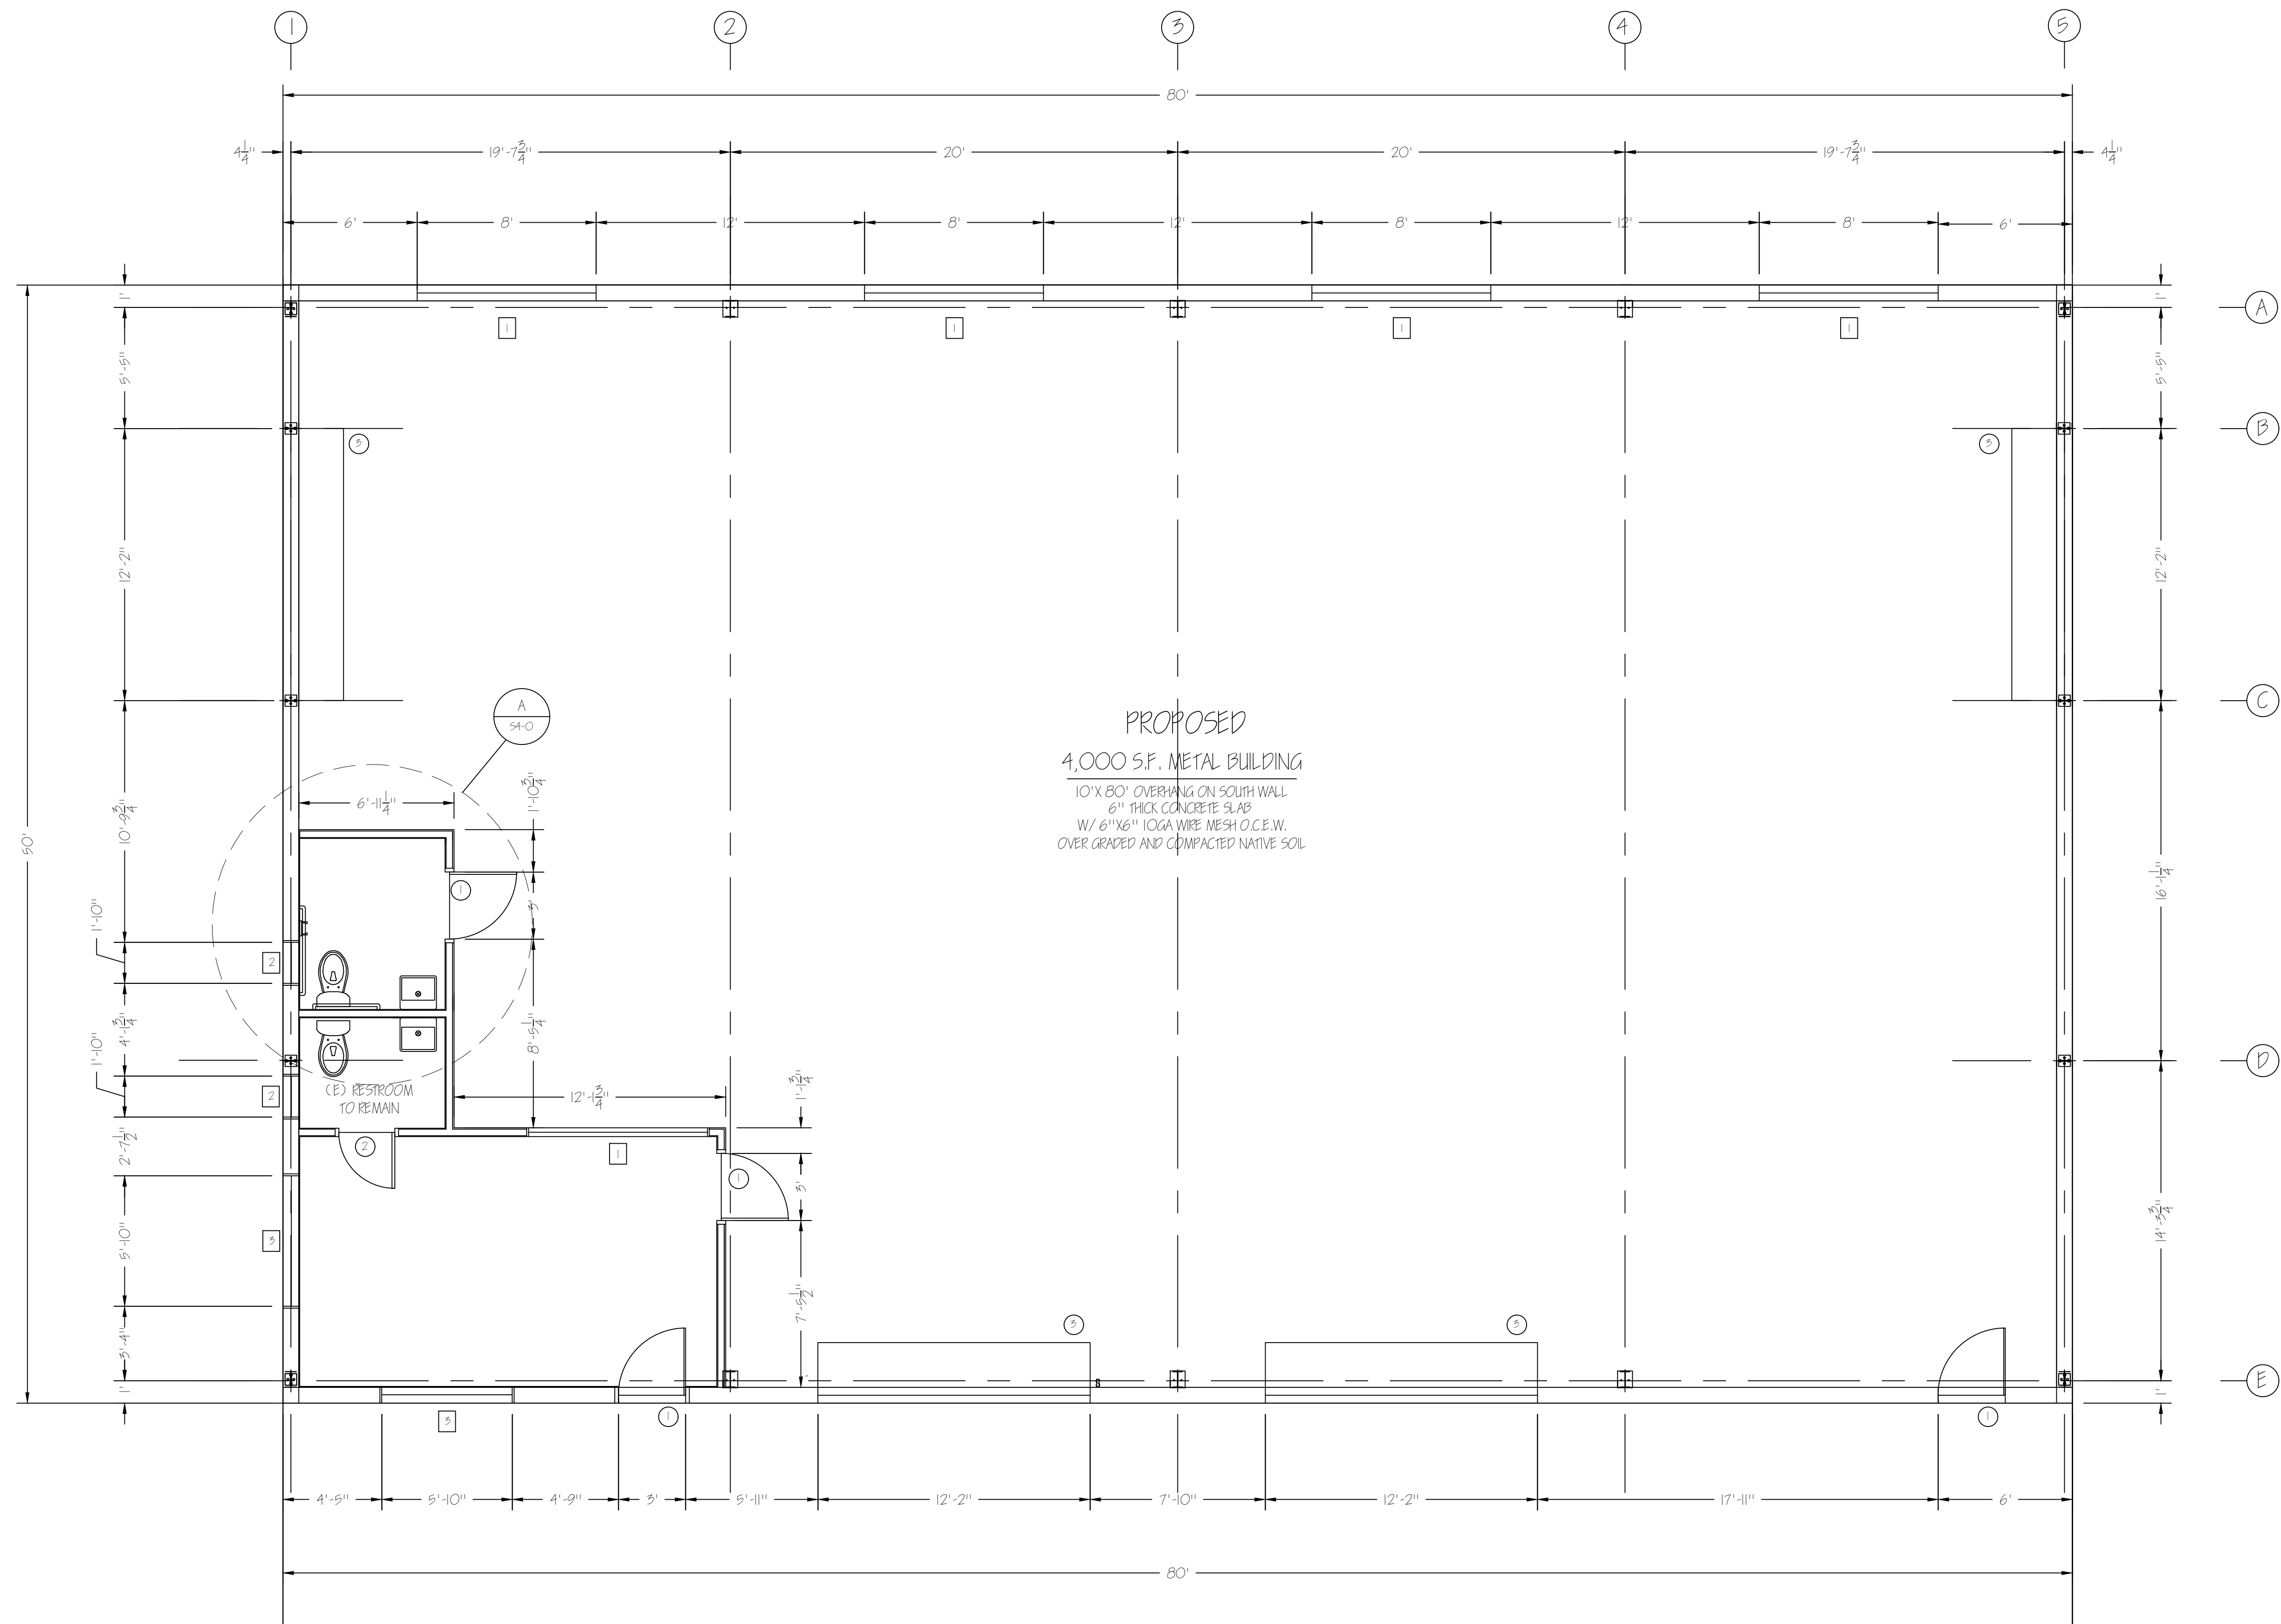 1 2 3 4 5
80'
4 1/4" 19'-7 3/4" 20' 20' 19'-7 3/4" 4 1/4"
6' 8' 12' 8' 12' 8' 12' 8' 6'
1' 1'
A
1 1 1 1
5'-5" 5'-5"
B
3 3
12'-2" 12'-2"
C
A
S4-0
PROPOSED
4,000 S.F. METAL BUILDING
10'X 80' OVERHANG ON SOUTH WALL
6" THICK CONCRETE SLAB
W/ 6"X6" 10GA WIRE MESH O.C.E.W.
OVER GRADED AND COMPACTED NATIVE SOIL
6'-11 1/4" 1'-10 3/4"
50' 10'-9 3/4"
1 3' 16'-1 1/4"
1'-10"
2
4'-1 3/4" 8'-5 1/4"
1'-10"
D
2
(E) RESTROOM
TO REMAIN
12'-1 3/4" 1'-1 3/4"
2'-7 1/2"
2 1 1 3'
5'-10" 3 14'-3 3/4"
7'-5 1/2"
3'-4" 3 3
1' E 1'
S
3 1 1
4'-5" 5'-10" 4'-9" 3' 5'-11" 12'-2" 7'-10" 12'-2" 17'-11" 6'
80'